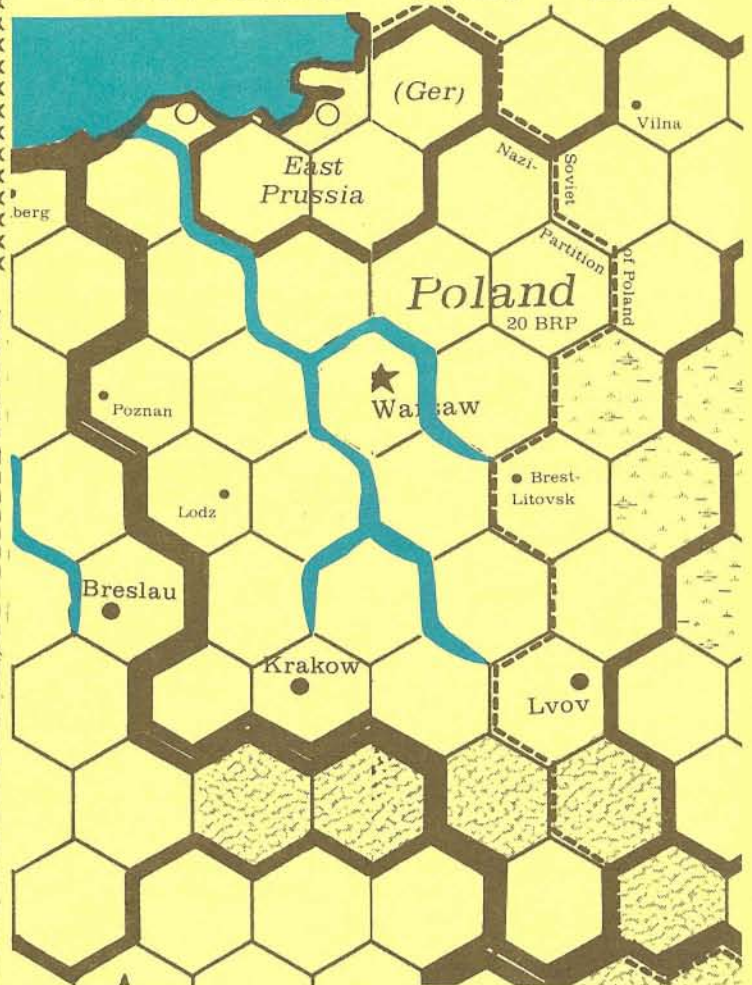 (Ger)
Vilna
East
Prussia
Nazi-
Soviet
Partition
of Poland
berg
Poland
20 BRP
Poznan
Warsaw
Brest-
Litovsk
Lodz
Breslau
Krakow
Lvov